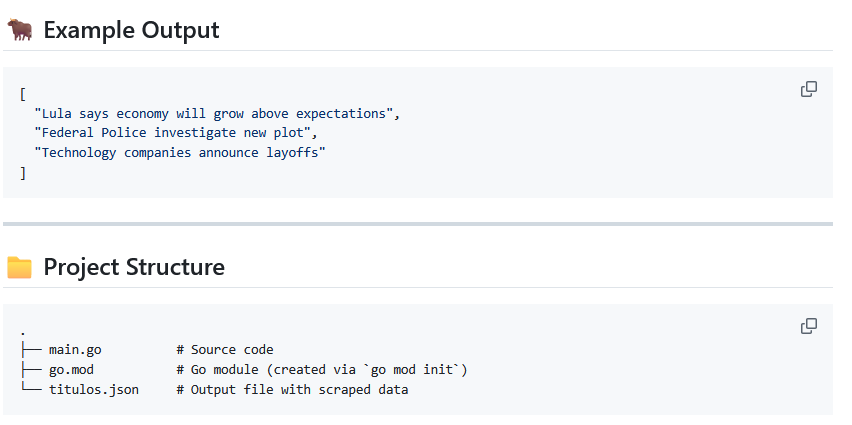 🐂 Example Output
[
  "Lula says economy will grow above expectations",
  "Federal Police investigate new plot",
  "Technology companies announce layoffs"
]
📁 Project Structure
.
├── main.go          # Source code
├── go.mod           # Go module (created via `go mod init`)
└── titulos.json     # Output file with scraped data